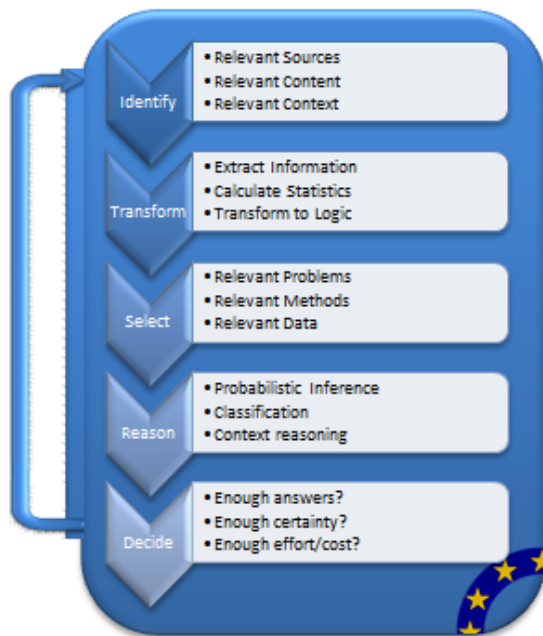 Identify
• Relevant Sources
• Relevant Content
• Relevant Context
Transform
• Extract Information
• Calculate Statistics
• Transform to Logic
Select
• Relevant Problems
• Relevant Methods
• Relevant Data
Reason
• Probabilistic Inference
• Classification
• Context reasoning
Decide
• Enough answers?
• Enough certainty?
• Enough effort/cost?